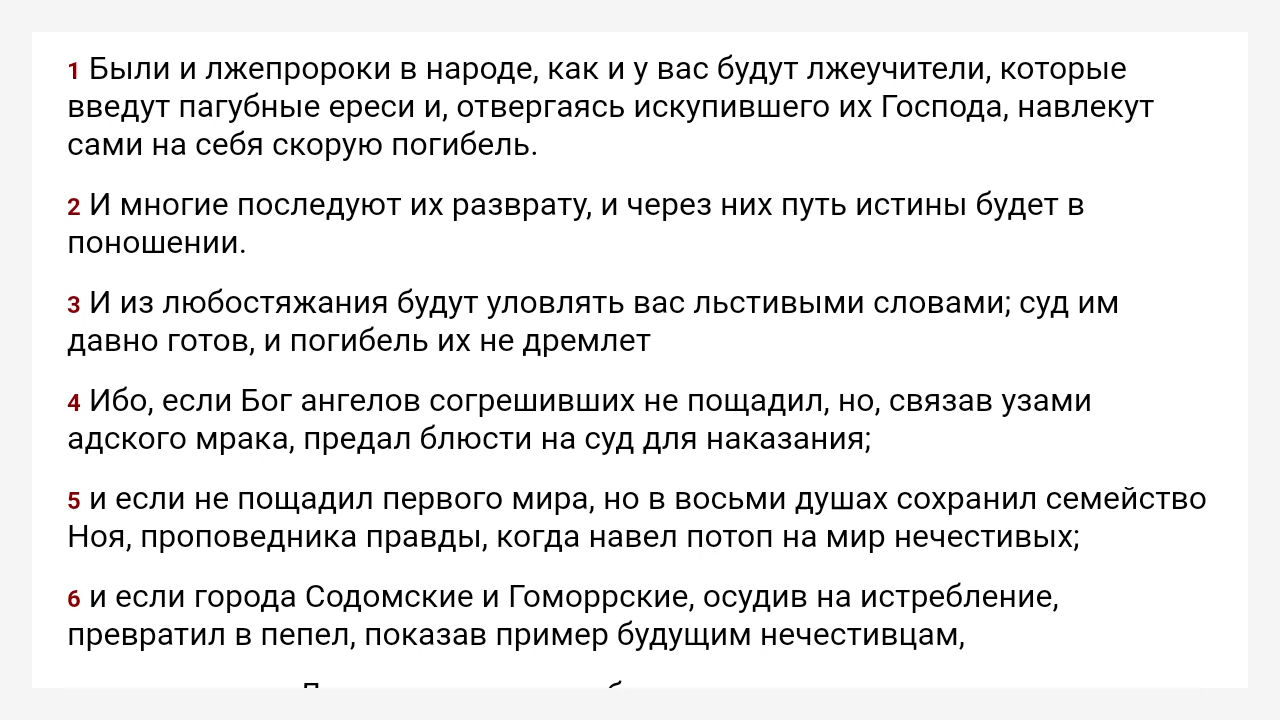 1 Были и лжепророки в народе, как и у вас будут лжеучители, которые
введут пагубные ереси и, отвергаясь искупившего их Господа, навлекут
сами на себя скорую погибель.
2 И многие последуют их разврату, и через них путь истины будет в
поношении.
3 И из любостяжания будут уловлять вас льстивыми словами; суд им
давно готов, и погибель их не дремлет
4 Ибо, если Бог ангелов согрешивших не пощадил, но, связав узами
адского мрака, предал блюсти на суд для наказания;
5 и если не пощадил первого мира, но в восьми душах сохранил семейство
Ноя, проповедника правды, когда навел потоп на мир нечестивых;
6 и если города Содомские и Гоморрские, осудив на истребление,
превратил в пепел, показав пример будущим нечестивцам,